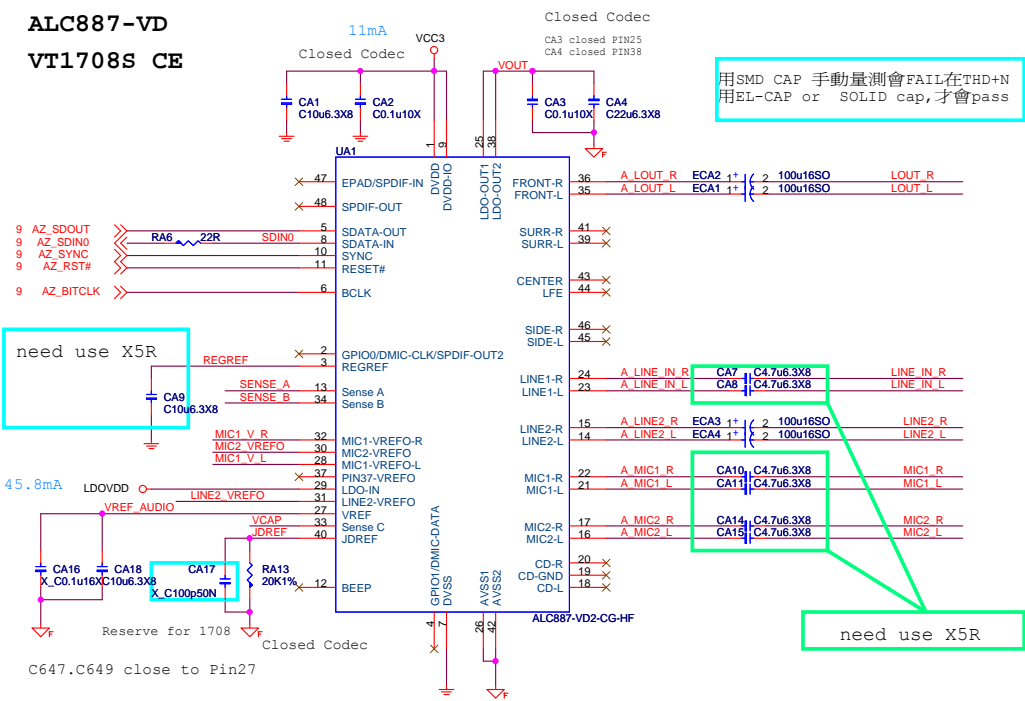 ALC887-VD
VT1708S CE
11mA
VCC3
Closed Codec
Closed Codec
CA3 closed PIN25
CA4 closed PIN38
VOUT
用SMD CAP 手動量測會FAIL在THD+N
用EL-CAP or SOLID cap,才會pass
CA1
C10u6.3X8
CA2
C0.1u10X
CA3
C0.1u10X
CA4
C22u6.3X8
F
1
9
25
38
UA1
DVDD
DVDD-IO
LDO-OUT1
LDO-OUT2
47 EPAD/SPDIF-IN
48 SPDIF-OUT
9 AZ_SDOUT 5 SDATA-OUT
9 AZ_SDIN0 RA6 22R SDIN0 8 SDATA-IN
9 AZ_SYNC 10 SYNC
9 AZ_RST# 11 RESET#
9 AZ_BITCLK 6 BCLK
need use X5R
2 GPIO0/DMIC-CLK/SPDIF-OUT2
REGREF 3 REGREF
CA9
C10u6.3X8
SENSE_A 13 Sense A
SENSE_B 34 Sense B
MIC1_V_R 32 MIC1-VREFO-R
MIC2_VREFO 30 MIC2-VREFO
MIC1_V_L 28 MIC1-VREFO-L
37 PIN37-VREFO
45.8mA
LDOVDD 29 LDO-IN
LINE2_VREFO 31 LINE2-VREFO
VREF_AUDIO 27 VREF
VCAP 33 Sense C
JDREF 40 JDREF
12 BEEP
CA16
X_C0.1u16X
CA18
C10u6.3X8
CA17
X_C100p50N
RA13
20K1%
F
F
Reserve for 1708
Closed Codec
C647.C649 close to Pin27
GPIO1/DMIC-DATA
DVSS
AVSS1
AVSS2
4
7
26
42
F
ALC887-VD2-CG-HF
FRONT-R 36 A_LOUT_R ECA2 1 + 2 100u16SO LOUT_R
FRONT-L 35 A_LOUT_L ECA1 1 + 2 100u16SO LOUT_L
SURR-R 41
SURR-L 39
CENTER 43
LFE 44
SIDE-R 46
SIDE-L 45
LINE1-R 24 A_LINE_IN_R CA7 C4.7u6.3X8 LINE_IN_R
LINE1-L 23 A_LINE_IN_L CA8 C4.7u6.3X8 LINE_IN_L
LINE2-R 15 A_LINE2_R ECA3 1 + 2 100u16SO LINE2_R
LINE2-L 14 A_LINE2_L ECA4 1 + 2 100u16SO LINE2_L
MIC1-R 22 A_MIC1_R CA10 C4.7u6.3X8 MIC1_R
MIC1-L 21 A_MIC1_L CA11 C4.7u6.3X8 MIC1_L
MIC2-R 17 A_MIC2_R CA14 C4.7u6.3X8 MIC2_R
MIC2-L 16 A_MIC2_L CA15 C4.7u6.3X8 MIC2_L
CD-R 20
CD-GND 19
CD-L 18
need use X5R